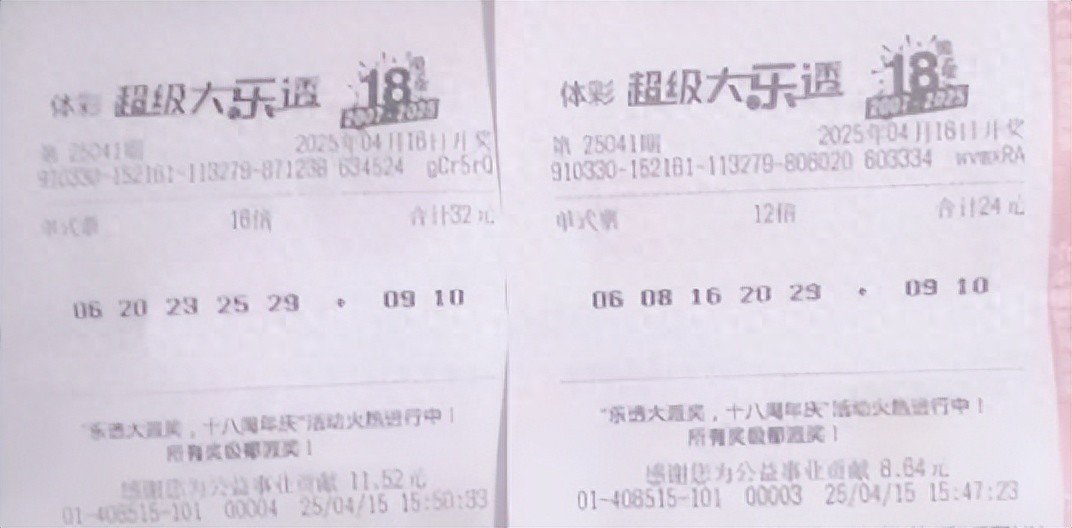 体彩 超级大乐透 18周年
2007-2025
第 25041期 2025年04月16日开奖
910330-152161-113279-871238 634524 gCr5rQ
单式票 16倍 合计32元
06 20 23 25 29 + 09 10
"乐透大派奖，十八周年庆"活动火热进行中！
所有奖级都派奖！
感谢您为公益事业贡献 11.52元
01-408515-101 00004 25/04/15 15:50:33
体彩 超级大乐透 18周年
2007-2025
第 25041期 2025年04月16日开奖
910330-152161-113279-806020 603334
单式票 12倍 合计24元
06 08 16 20 29 + 09 10
"乐透大派奖，十八周年庆"活动火热进行中！
所有奖级都派奖！
感谢您为公益事业贡献 8.64元
01-408515-101 00003 25/04/15 15:47:23